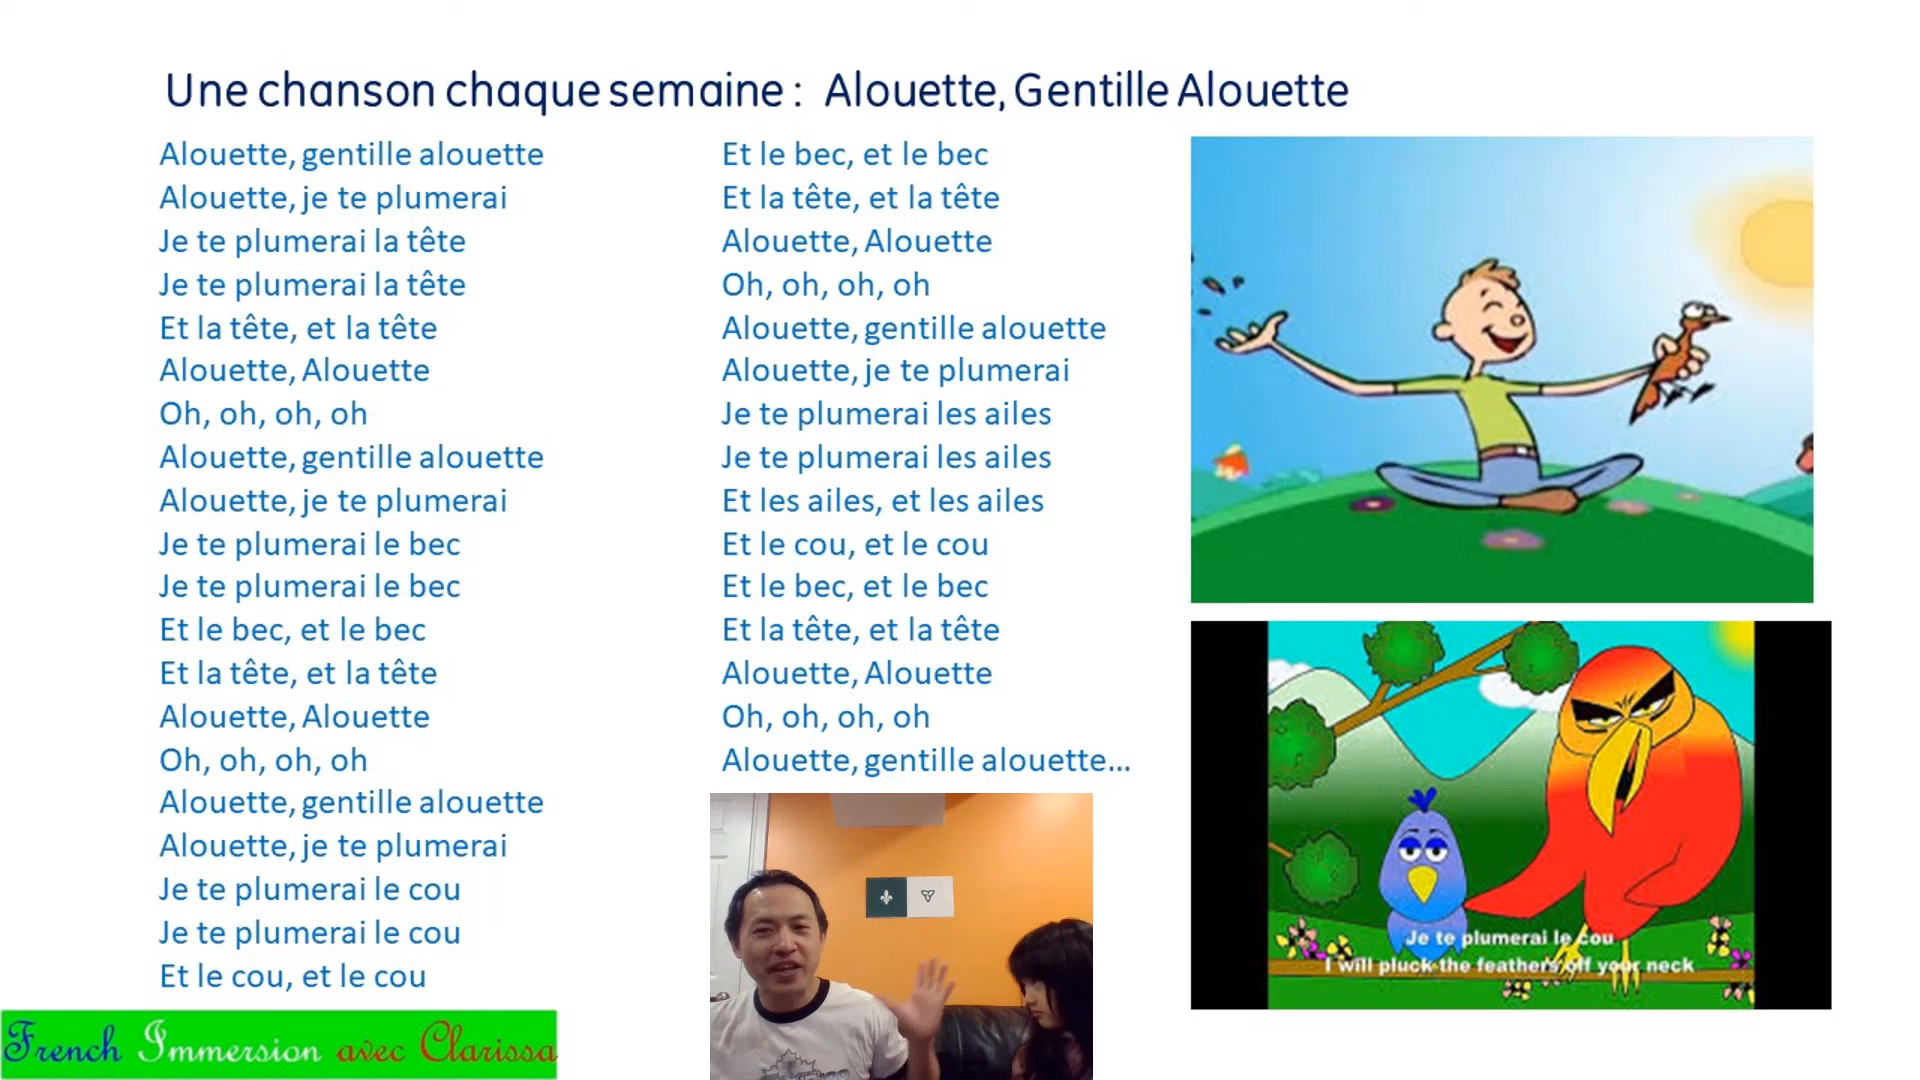 Une chanson chaque semaine : Alouette, Gentille Alouette
Alouette, gentille alouette
Alouette, je te plumerai
Je te plumerai la tête
Je te plumerai la tête
Et la tête, et la tête
Alouette, Alouette
Oh, oh, oh, oh
Alouette, gentille alouette
Alouette, je te plumerai
Je te plumerai le bec
Je te plumerai le bec
Et le bec, et le bec
Et la tête, et la tête
Alouette, Alouette
Oh, oh, oh, oh
Alouette, gentille alouette
Alouette, je te plumerai
Je te plumerai le cou
Je te plumerai le cou
Et le cou, et le cou
Et le bec, et le bec
Et la tête, et la tête
Alouette, Alouette
Oh, oh, oh, oh
Alouette, gentille alouette
Alouette, je te plumerai
Je te plumerai les ailes
Je te plumerai les ailes
Et les ailes, et les ailes
Et le cou, et le cou
Et le bec, et le bec
Et la tête, et la tête
Alouette, Alouette
Oh, oh, oh, oh
Alouette, gentille alouette...
Je te plumerai le cou
I will pluck the feathers off your neck
French Immersion avec Clarissa